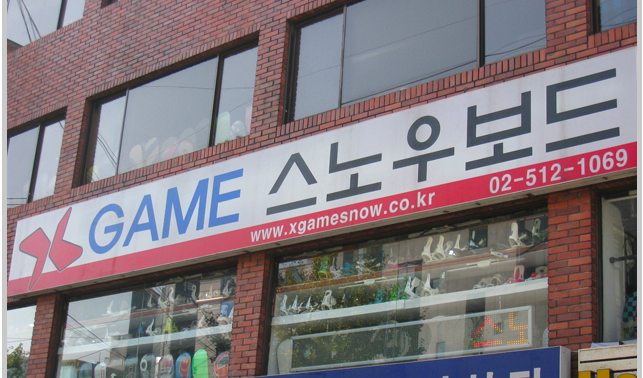 X GAME 스노우보드
www.xgamesnow.co.kr 02-512-1069